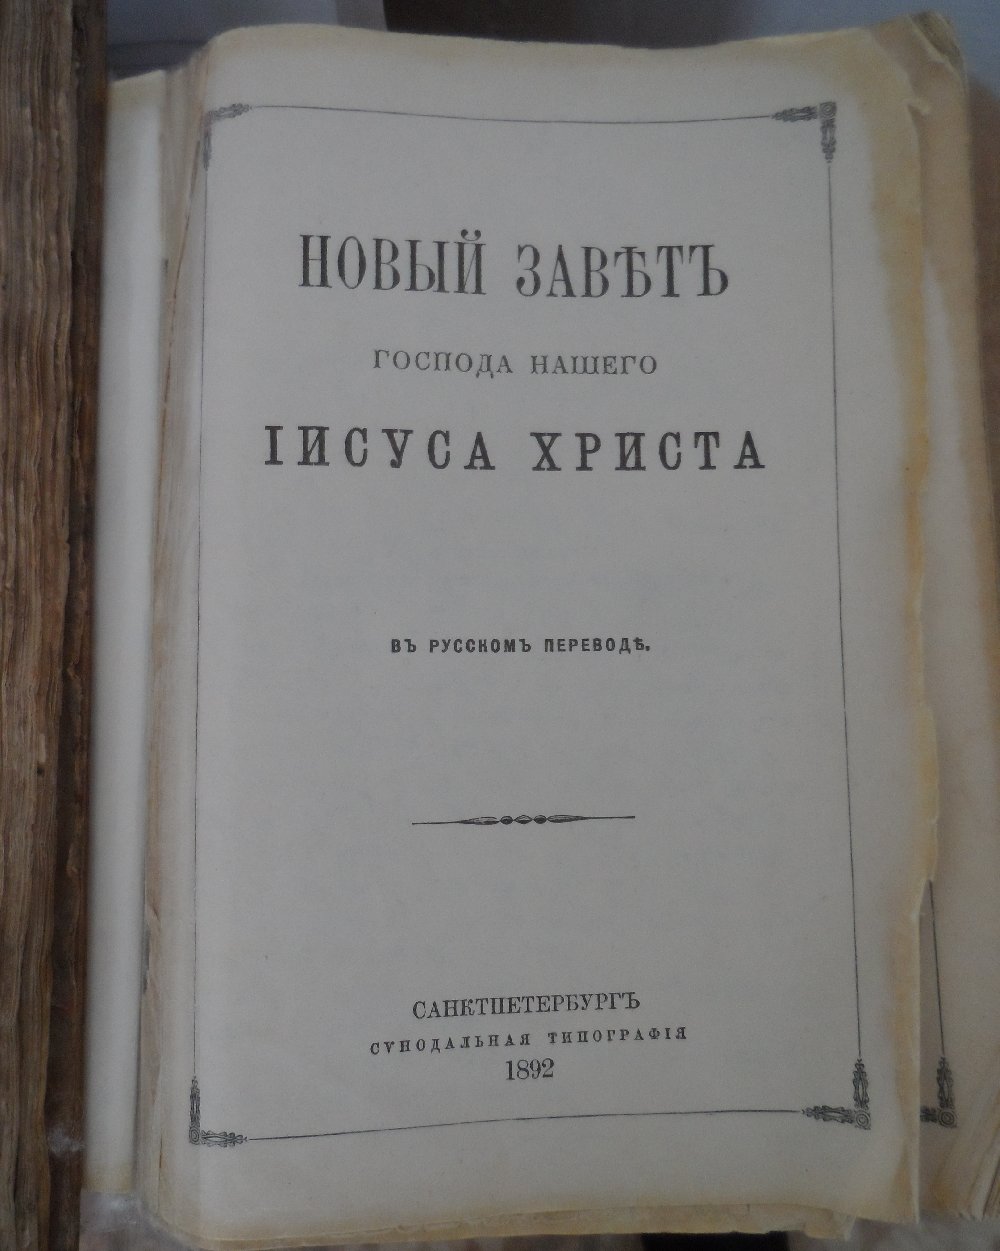 НОВЫЙ ЗАВѢТЪ
ГОСПОДА НАШЕГО
ІИСУСА ХРИСТА
ВЪ РУССКОМЪ ПЕРЕВОДѢ.
САНКТПЕТЕРБУРГЪ
СѴНОДАЛЬНАЯ ТИПОГРАФІЯ
1892